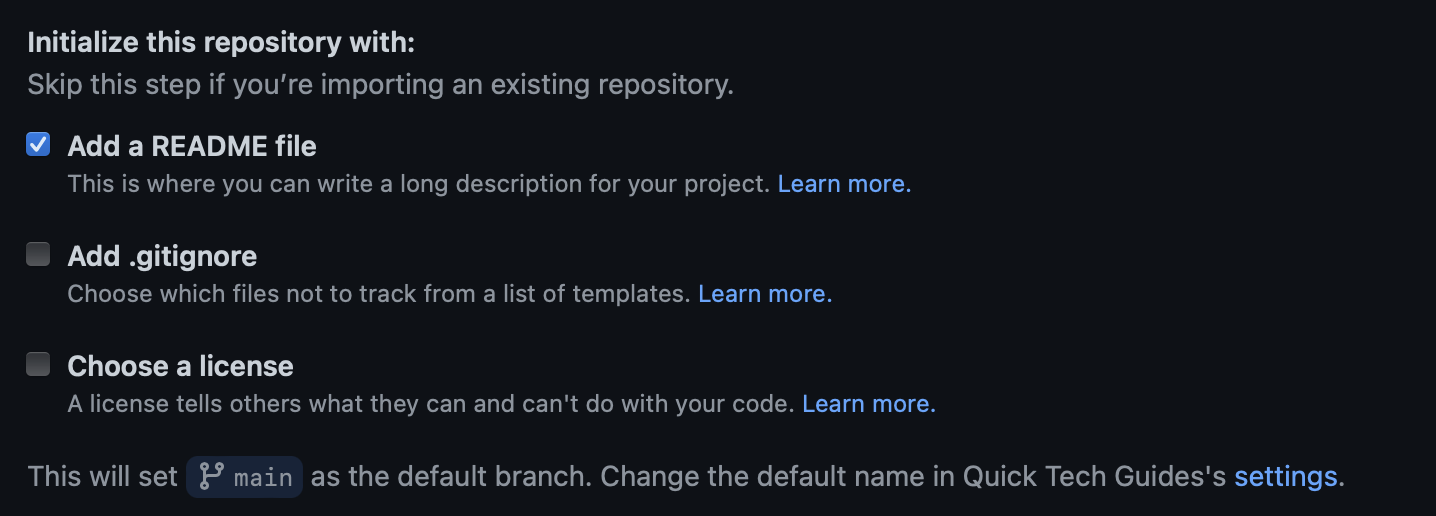 Initialize this repository with:
Skip this step if you’re importing an existing repository.
Add a README file
This is where you can write a long description for your project. Learn more.
Add .gitignore
Choose which files not to track from a list of templates. Learn more.
Choose a license
A license tells others what they can and can't do with your code. Learn more.
This will set main as the default branch. Change the default name in Quick Tech Guides's settings.